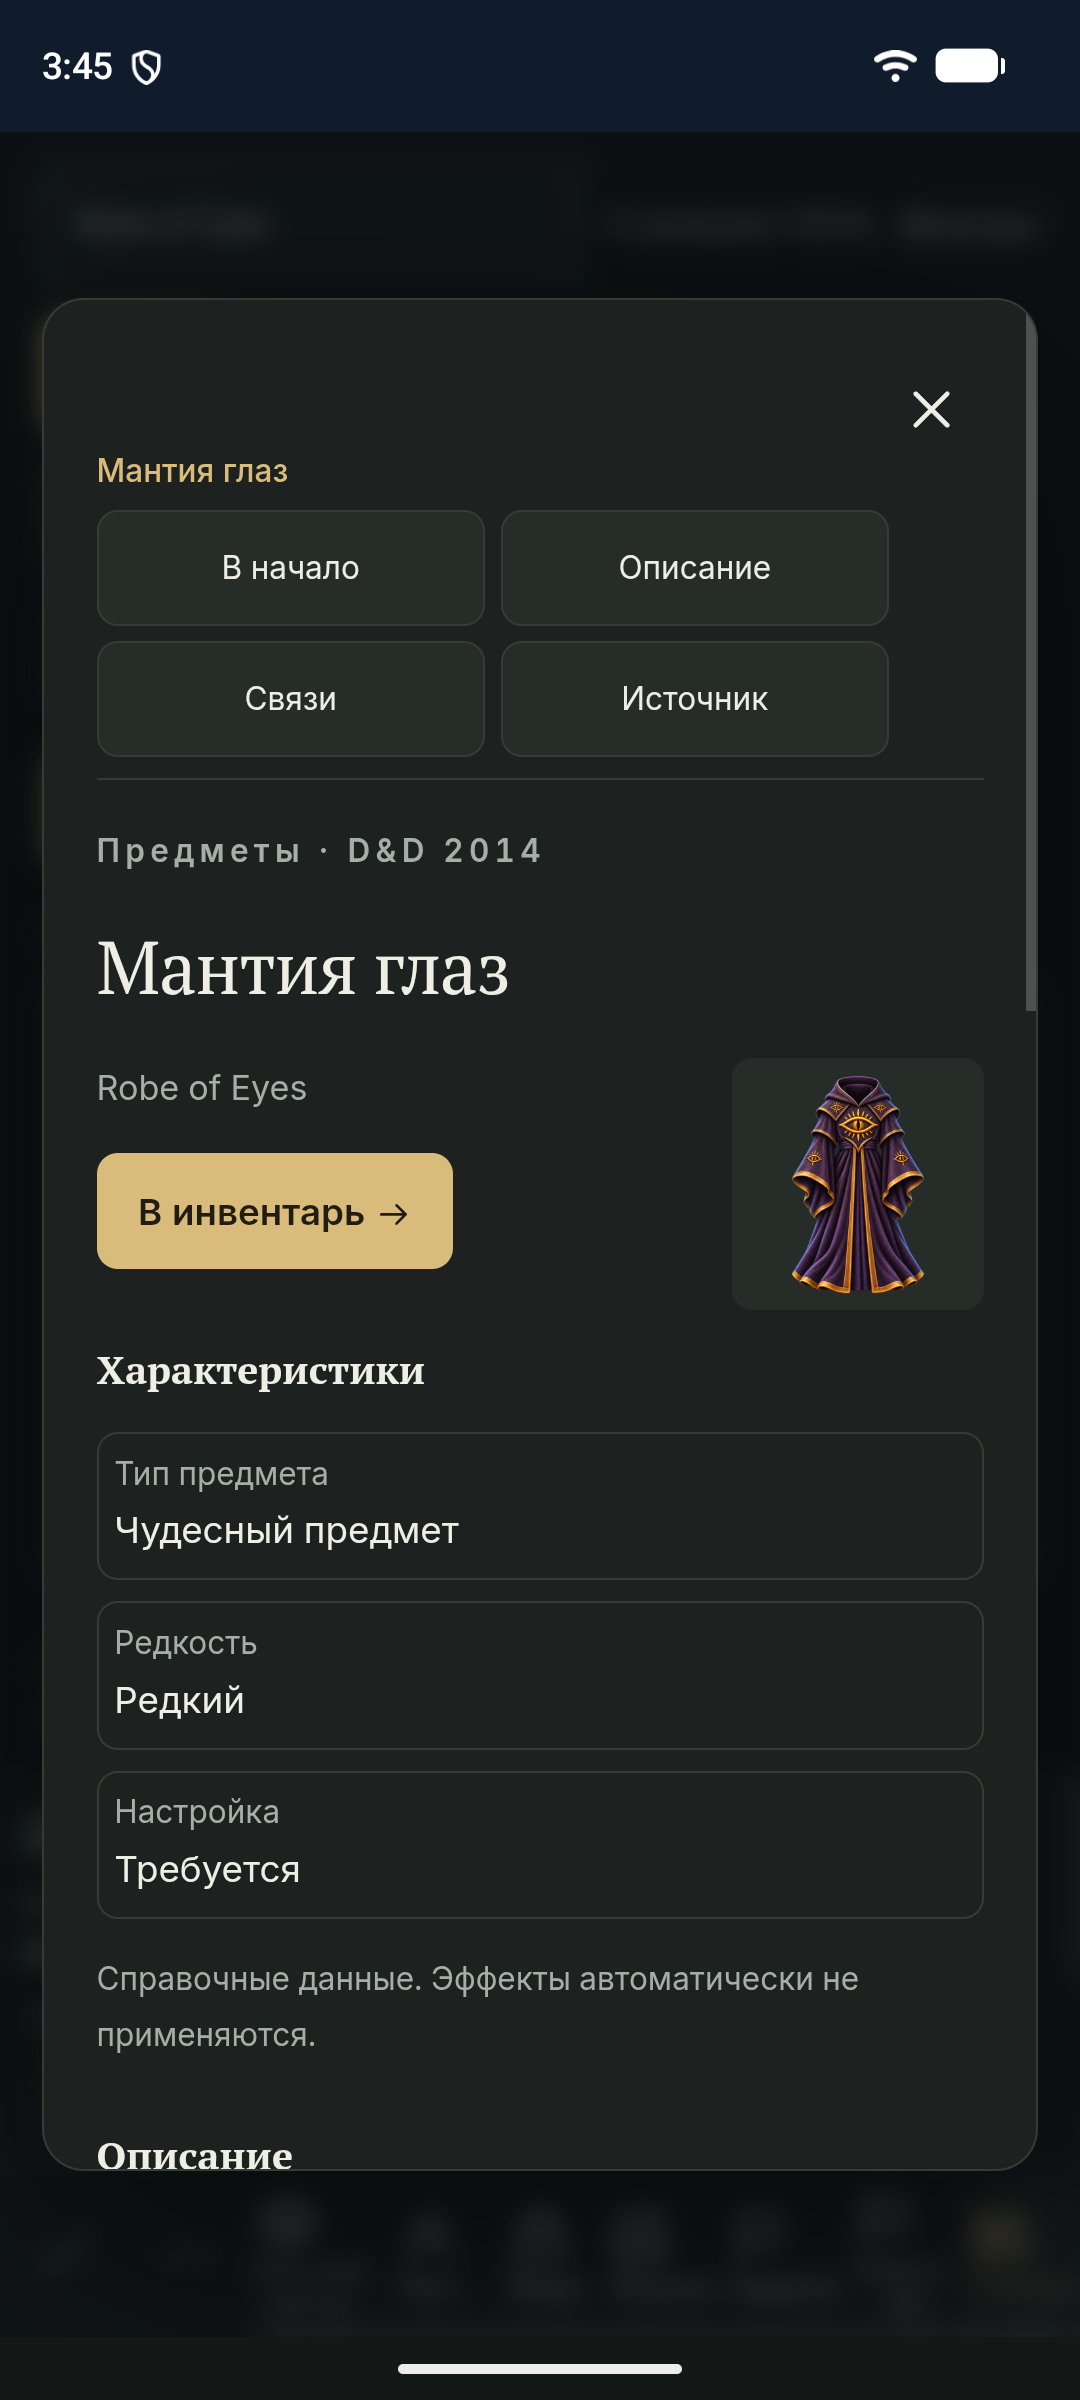 3:45
Мантия глаз
В начало
Описание
Связи
Источник
Предметы · D&D 2014
Мантия глаз
Robe of Eyes
В инвентарь →
Характеристики
Тип предмета
Чудесный предмет
Редкость
Редкий
Настройка
Требуется
Справочные данные. Эффекты автоматически не
применяются.
Описание